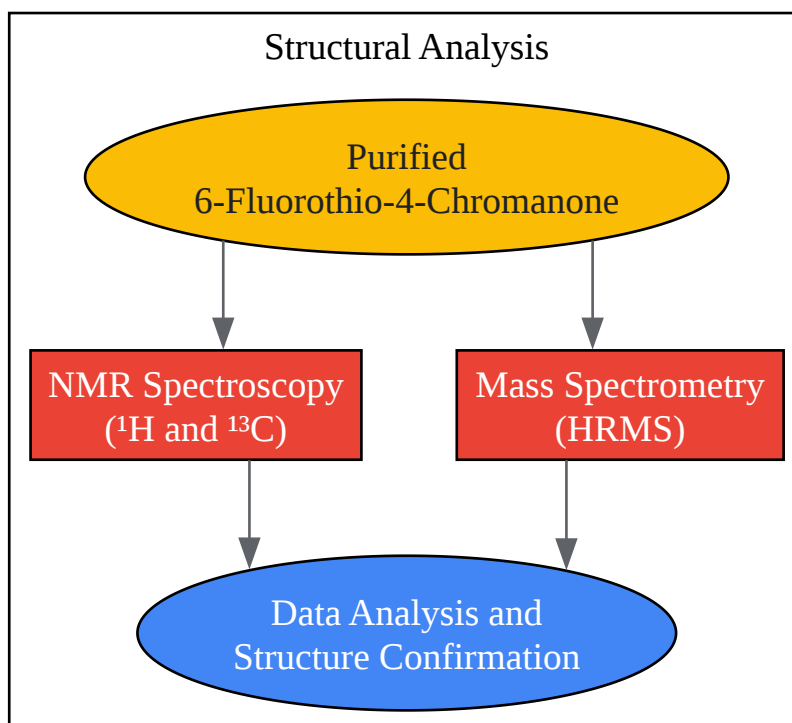 Structural Analysis
Purified
6-Fluorothio-4-Chromanone
NMR Spectroscopy
(¹H and ¹³C)
Mass Spectrometry
(HRMS)
Data Analysis and
Structure Confirmation